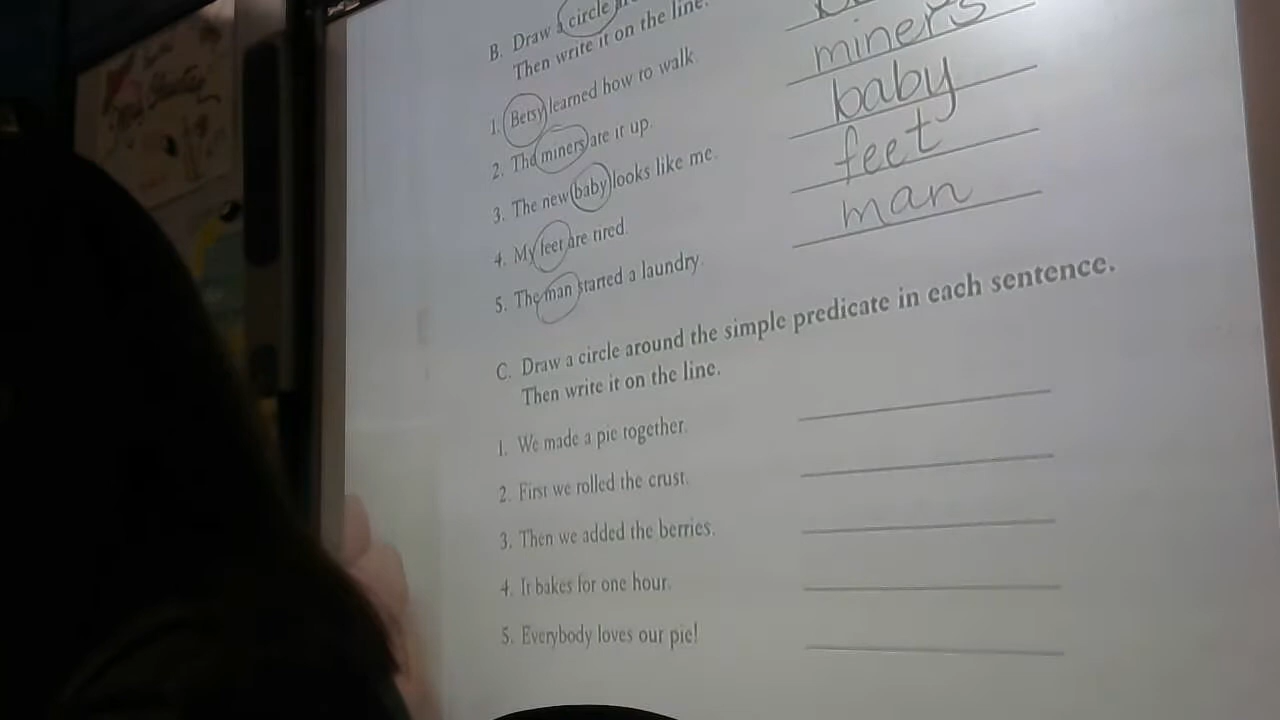 B. Draw a circle
Then write it on the line.
1. Betsy learned how to walk.
miners
2. The miners ate it up.
baby
3. The new baby looks like me.
feet
4. My feet are tired.
man
5. The man started a laundry.
C. Draw a circle around the simple predicate in each sentence.
Then write it on the line.
1. We made a pie together.
2. First we rolled the crust.
3. Then we added the berries.
4. It bakes for one hour.
5. Everybody loves our pie!